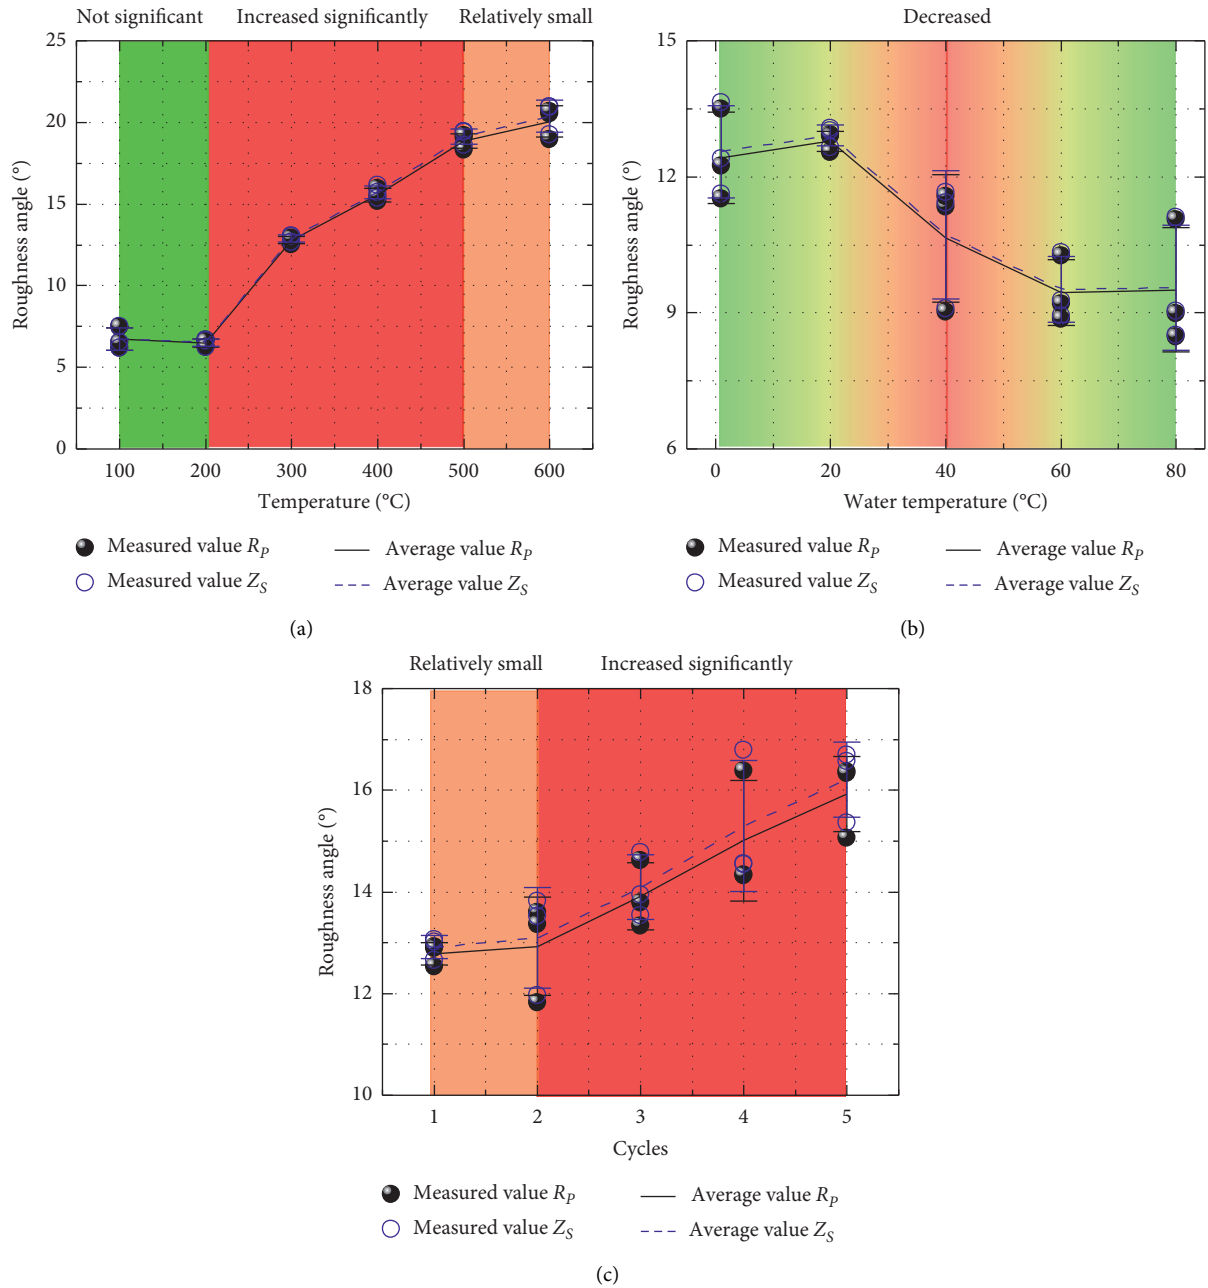 Not significant Increased significantly Relatively small
25
20
15
10
5
0
Roughness angle (°)
100 200 300 400 500 600
Temperature (°C)
Measured value R_P
Average value R_P
Measured value Z_S
Average value Z_S
(a)
Decreased
15
12
9
6
Roughness angle (°)
0 20 40 60 80
Water temperature (°C)
Measured value R_P
Average value R_P
Measured value Z_S
Average value Z_S
(b)
Relatively small Increased significantly
18
16
14
12
10
Roughness angle (°)
1 2 3 4 5
Cycles
Measured value R_P
Average value R_P
Measured value Z_S
Average value Z_S
(c)